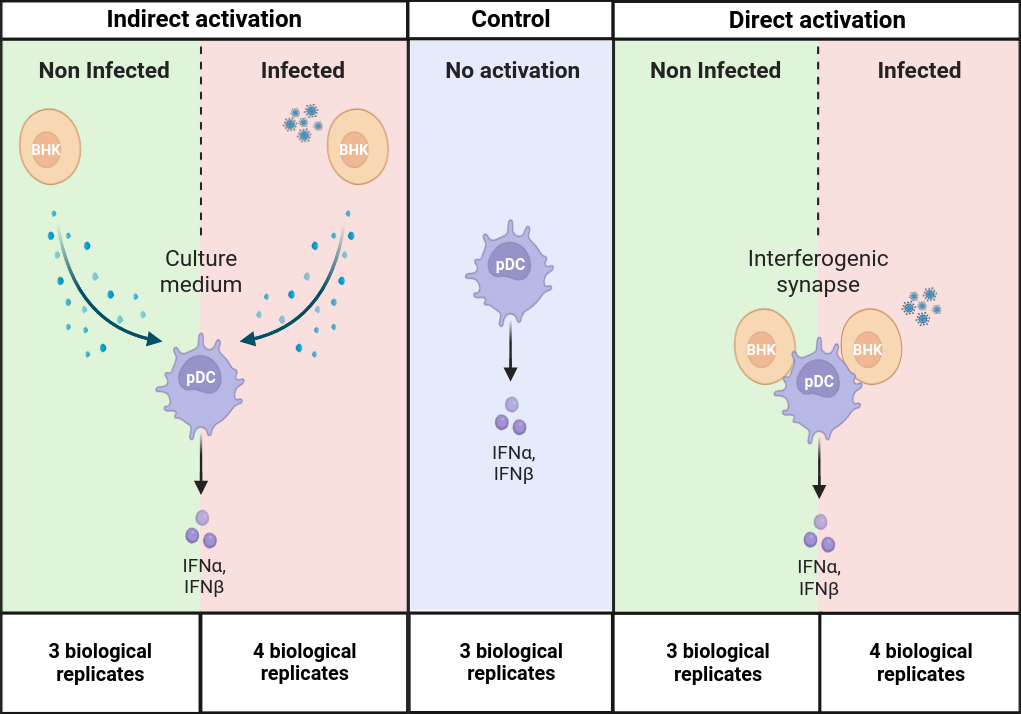 Indirect activation
Control
Direct activation
Non Infected
Infected
No activation
Non Infected
Infected
BHK
BHK
Culture
medium
pDC
IFNα,
IFNβ
pDC
IFNα,
IFNβ
Interferogenic
synapse
BHK
BHK
pDC
IFNα,
IFNβ
3 biological
replicates
4 biological
replicates
3 biological
replicates
3 biological
replicates
4 biological
replicates